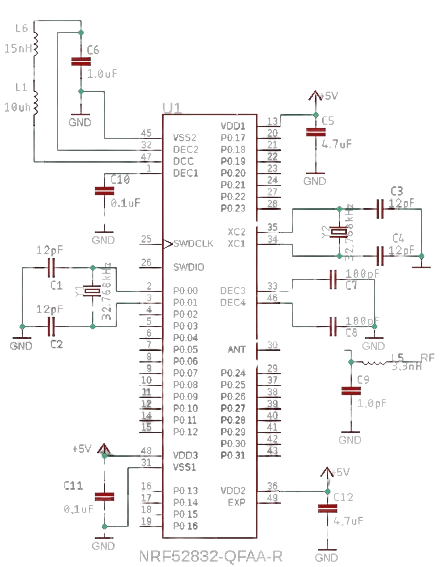 L6
15nH
C6
1.0uF
L1
10uh
GND
U1
+5V
C5
4.7uF
GND
45 VSS2
32 DEC2
47 DCC
1 DEC1
VDD1 13
P0.17 20
P0.18 21
P0.19 22
P0.20 23
P0.21 24
P0.22 27
P0.23 28
C10
0.1uF
GND
C3
12pF
XC2 35
XC1 34
32.768kHz
C4
12pF
25 SWDCLK
26 SWDIO
12pF
C1
Y1
32.768kHz
12pF
C2
GND
2 P0.00
3 P0.01
4 P0.02
5 P0.03
6 P0.04
7 P0.05
8 P0.06
9 P0.07
10 P0.08
11 P0.09
12 P0.10
14 P0.11
15 P0.12
DEC3 33
DEC4 46
100pF
C7
100pF
C8
GND
ANT 30
P0.24 29
P0.25 37
P0.26 38
P0.27 39
P0.28 40
P0.29 41
P0.30 42
P0.31 43
L5 RF
3.9nH
C9
1.0pF
GND
+5V
48 VDD3
31 VSS1
C11
0.1uF
GND
16 P0.13
17 P0.14
18 P0.15
19 P0.16
VDD2 36
EXP 49
+5V
C12
4.7uF
GND
NRF52832-QFAA-R